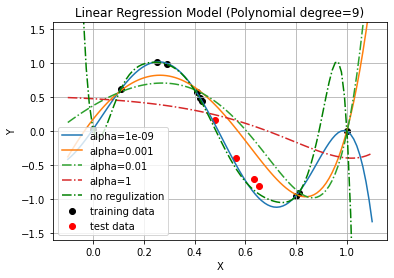 Linear Regression Model (Polynomial degree=9)
1.5
1.0
0.5
0.0
−0.5
−1.0
−1.5
Y
alpha=1e-09
alpha=0.001
alpha=0.01
alpha=1
no regulization
training data
test data
0.0 0.2 0.4 0.6 0.8 1.0
X